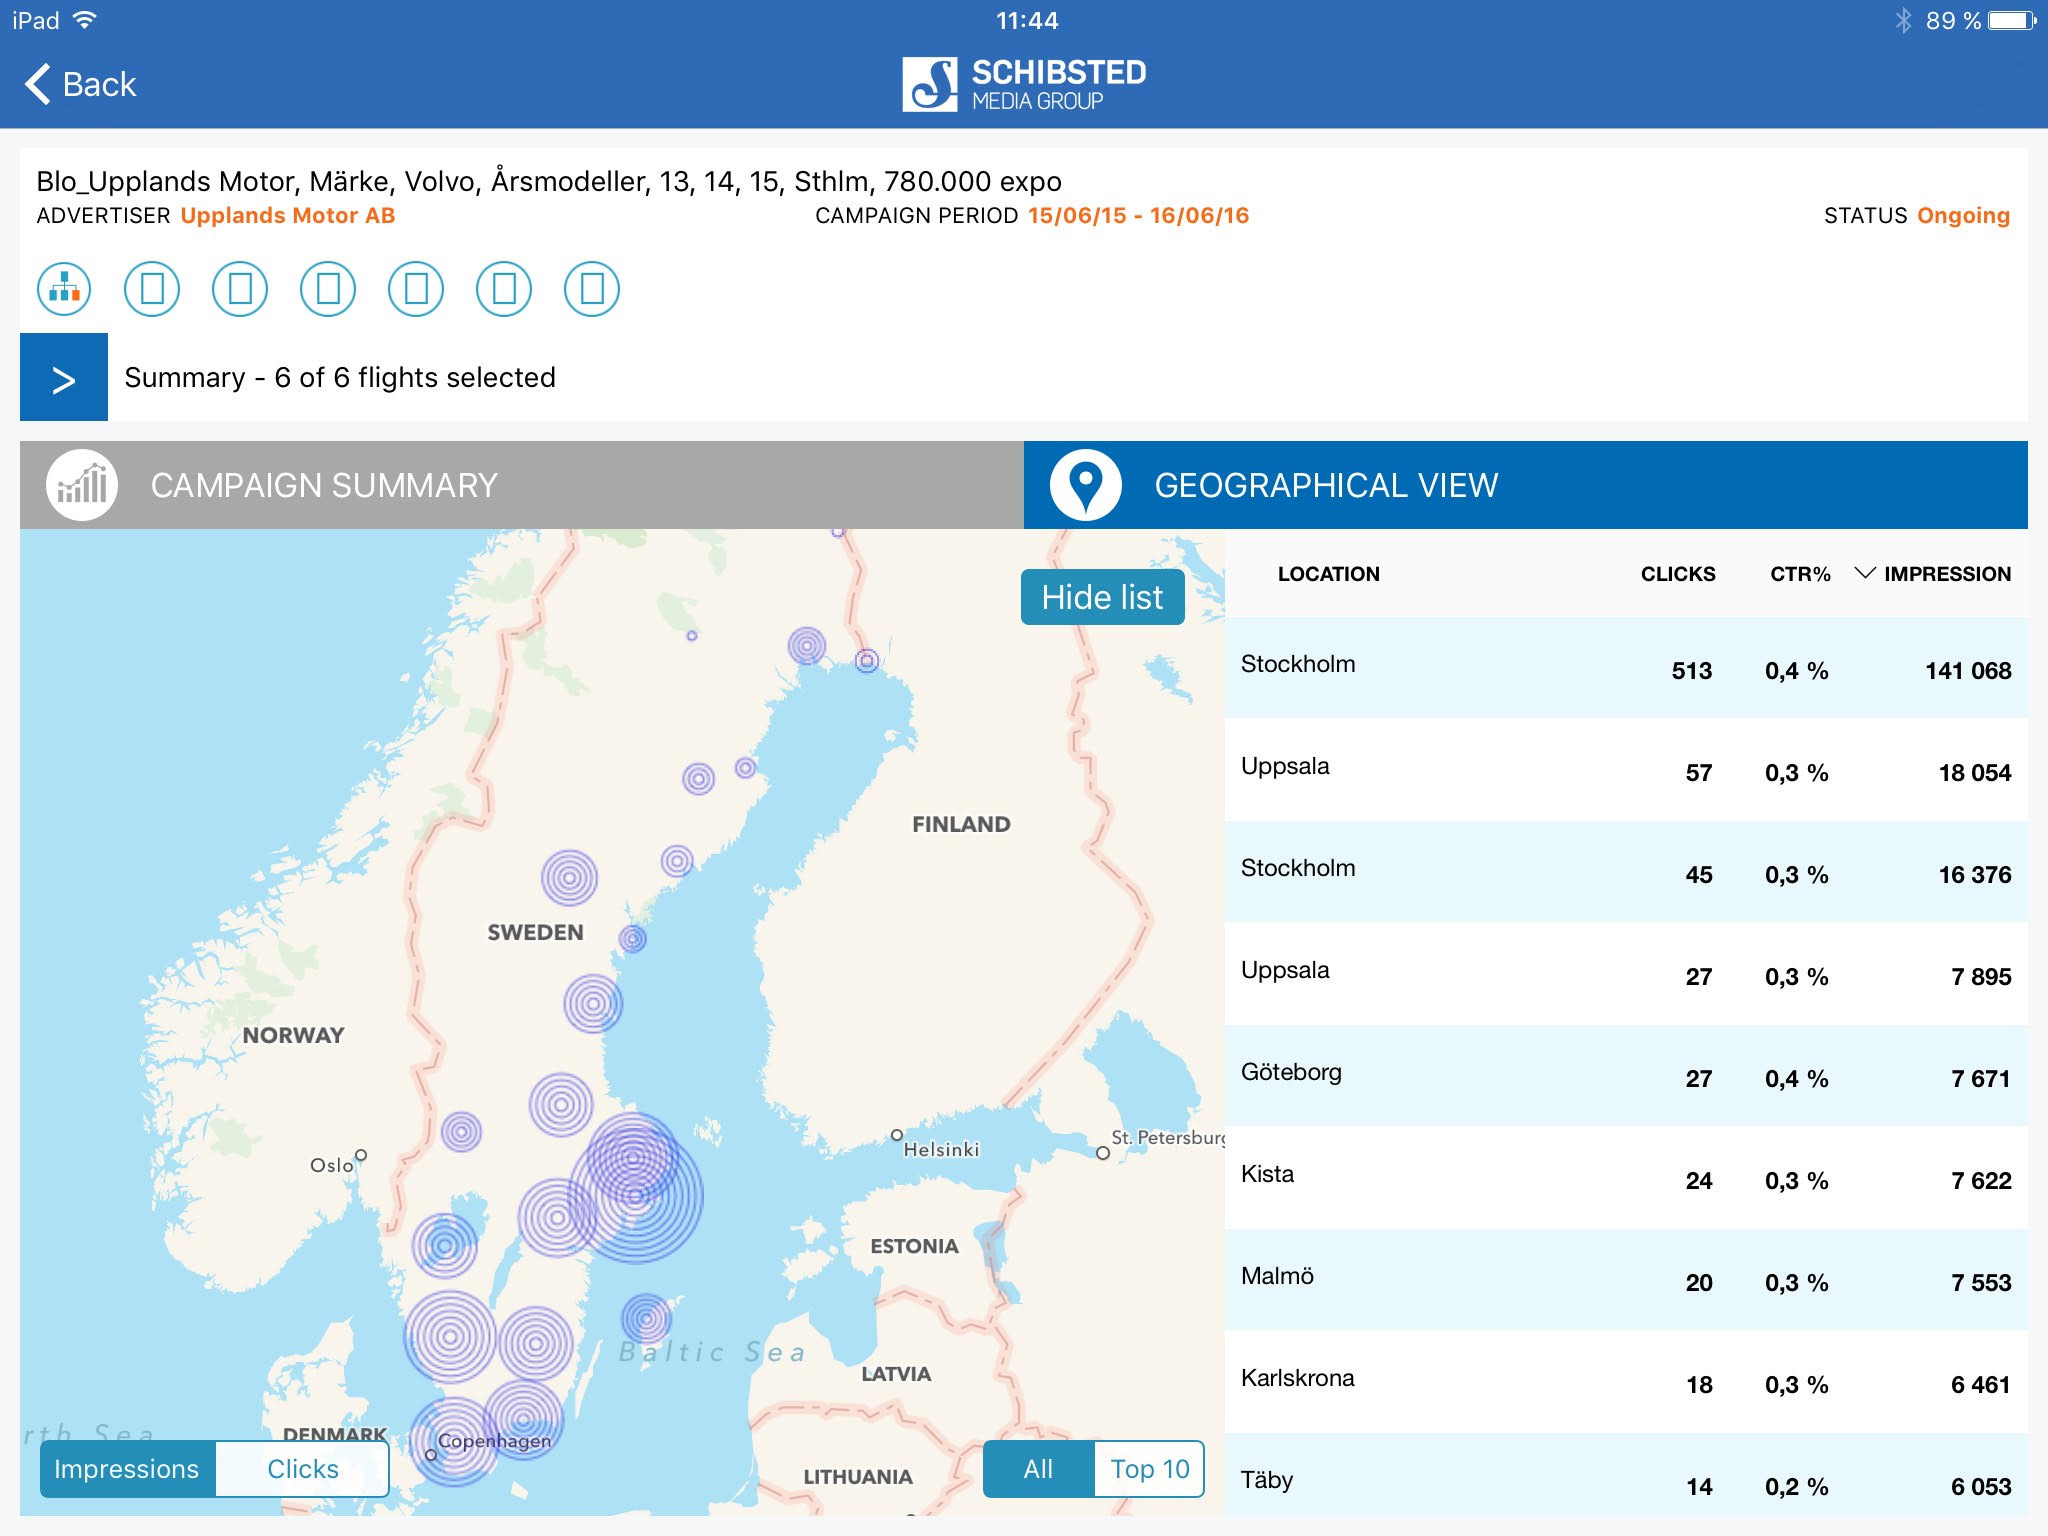 iPad 11:44 89 %
Back
SCHIBSTED
MEDIA GROUP
Blo_Upplands Motor, Märke, Volvo, Årsmodeller, 13, 14, 15, Sthlm, 780.000 expo
ADVERTISER Upplands Motor AB CAMPAIGN PERIOD 15/06/15 - 16/06/16 STATUS Ongoing
> Summary - 6 of 6 flights selected
CAMPAIGN SUMMARY GEOGRAPHICAL VIEW
Hide list
FINLAND
SWEDEN
NORWAY
Oslo
Helsinki
St. Petersburg
ESTONIA
Baltic Sea
LATVIA
DENMARK
rth Sea
Copenhagen
LITHUANIA
Impressions Clicks
All Top 10
LOCATION CLICKS CTR% IMPRESSION
Stockholm 513 0,4 % 141 068
Uppsala 57 0,3 % 18 054
Stockholm 45 0,3 % 16 376
Uppsala 27 0,3 % 7 895
Göteborg 27 0,4 % 7 671
Kista 24 0,3 % 7 622
Malmö 20 0,3 % 7 553
Karlskrona 18 0,3 % 6 461
Täby 14 0,2 % 6 053